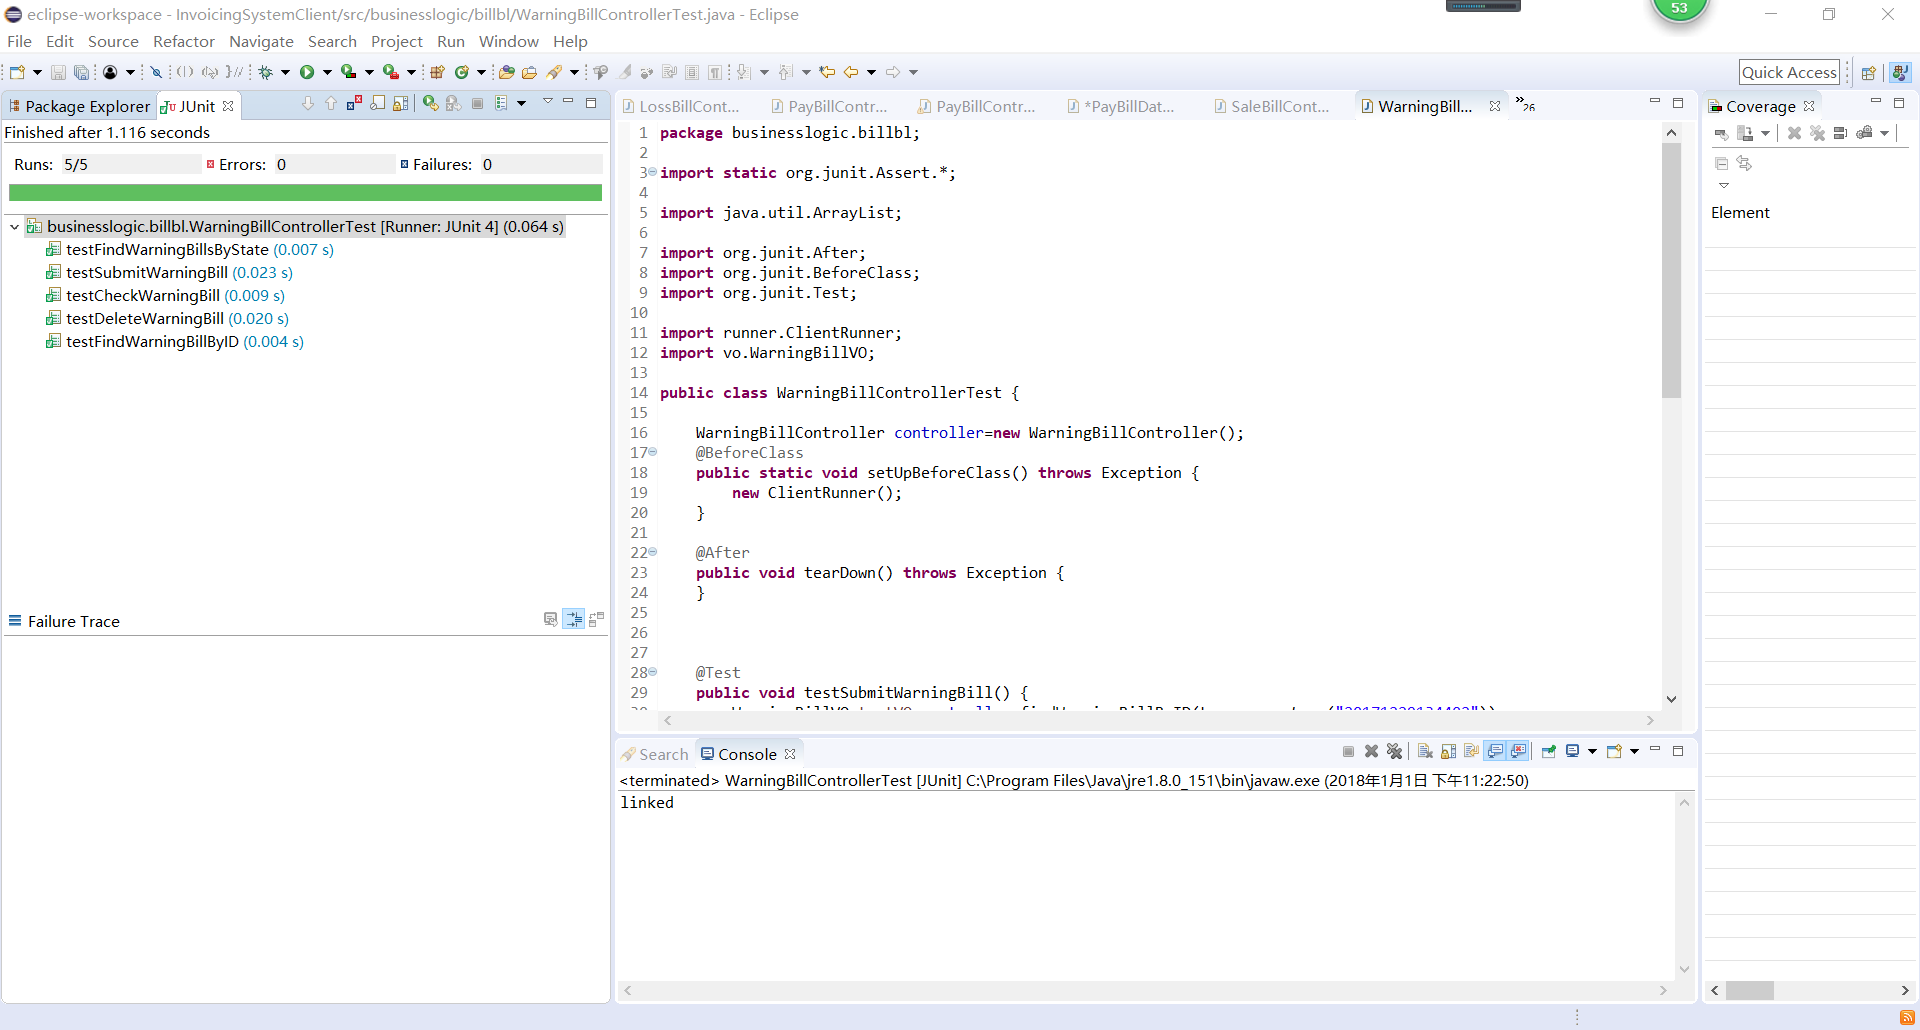 eclipse-workspace - InvoicingSystemClient/src/businesslogic/billbl/WarningBillControllerTest.java - Eclipse
53
File Edit Source Refactor Navigate Search Project Run Window Help
Quick Access
Package Explorer
JUnit
Finished after 1.116 seconds
Runs: 5/5
Errors: 0
Failures: 0
businesslogic.billbl.WarningBillControllerTest [Runner: JUnit 4] (0.064 s)
testFindWarningBillsByState (0.007 s)
testSubmitWarningBill (0.023 s)
testCheckWarningBill (0.009 s)
testDeleteWarningBill (0.020 s)
testFindWarningBillByID (0.004 s)
Failure Trace
LossBillCont...
PayBillContr...
PayBillContr...
*PayBillDat...
SaleBillCont...
WarningBill...
»26
1 package businesslogic.billbl;
2
3 import static org.junit.Assert.*;
4
5 import java.util.ArrayList;
6
7 import org.junit.After;
8 import org.junit.BeforeClass;
9 import org.junit.Test;
10
11 import runner.ClientRunner;
12 import vo.WarningBillVO;
13
14 public class WarningBillControllerTest {
15
16 WarningBillController controller=new WarningBillController();
17 @BeforeClass
18 public static void setUpBeforeClass() throws Exception {
19 new ClientRunner();
20 }
21
22 @After
23 public void tearDown() throws Exception {
24 }
25
26
27
28 @Test
29 public void testSubmitWarningBill() {
Search
Console
<terminated> WarningBillControllerTest [JUnit] C:\Program Files\Java\jre1.8.0_151\bin\javaw.exe (2018年1月1日 下午11:22:50)
linked
Coverage
Element